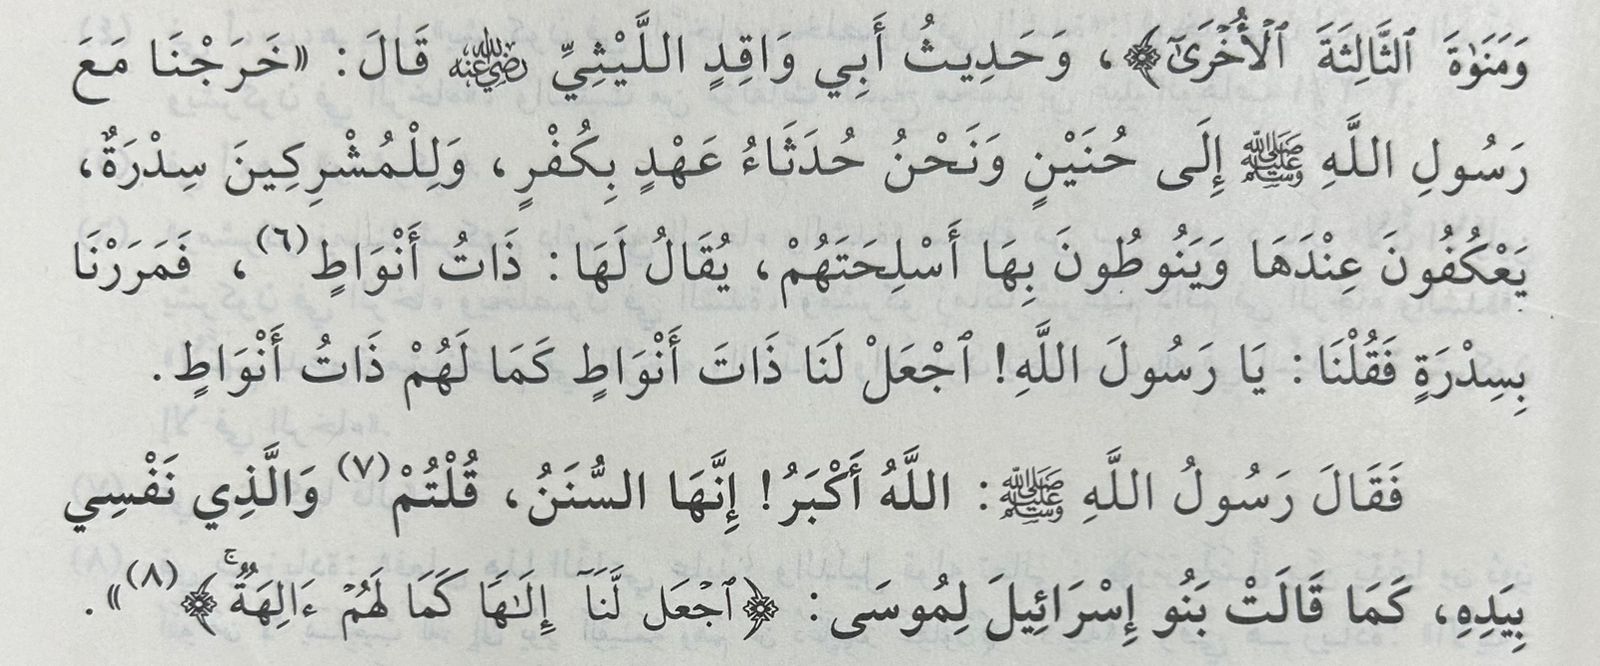 وَمَنَوٰةَ ٱلثَّالِثَةَ ٱلْأُخْرَىٰٓ﴾، وَحَدِيثُ أَبِي وَاقِدٍ اللَّيْثِيِّ رضي الله عنه قَالَ: «خَرَجْنَا مَعَ
رَسُولِ اللَّهِ ﷺ إِلَى حُنَيْنٍ وَنَحْنُ حُدَثَاءُ عَهْدٍ بِكُفْرٍ، وَلِلْمُشْرِكِينَ سِدْرَةٌ،
يَعْكُفُونَ عِنْدَهَا وَيَنُوطُونَ بِهَا أَسْلِحَتَهُمْ، يُقَالُ لَهَا: ذَاتُ أَنْوَاطٍ(٦)، فَمَرَرْنَا
بِسِدْرَةٍ فَقُلْنَا: يَا رَسُولَ اللَّهِ! ٱجْعَلْ لَنَا ذَاتَ أَنْوَاطٍ كَمَا لَهُمْ ذَاتُ أَنْوَاطٍ.
فَقَالَ رَسُولُ اللَّهِ ﷺ: اللَّهُ أَكْبَرُ! إِنَّهَا السُّنَنُ، قُلْتُمْ(٧) وَالَّذِي نَفْسِي
بِيَدِهِ، كَمَا قَالَتْ بَنُو إِسْرَائِيلَ لِمُوسَى: ﴿ٱجْعَل لَّنَآ إِلَٰهًا كَمَا لَهُمْ ءَالِهَةٌۚ﴾(٨)».